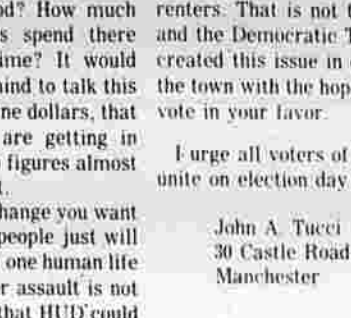 od? How much
s spend there
ime? It would
ind to talk this
ne dollars, that
are getting in
figures almost
hange you want
people just will
one human life
r assault is not
that HUD could
renters. That is not t
and the Democratic T
created this issue in
the town with the hop
vote in your favor.
I urge all voters of
unite on election day
John A. Tucci
30 Castle Road
Manchester